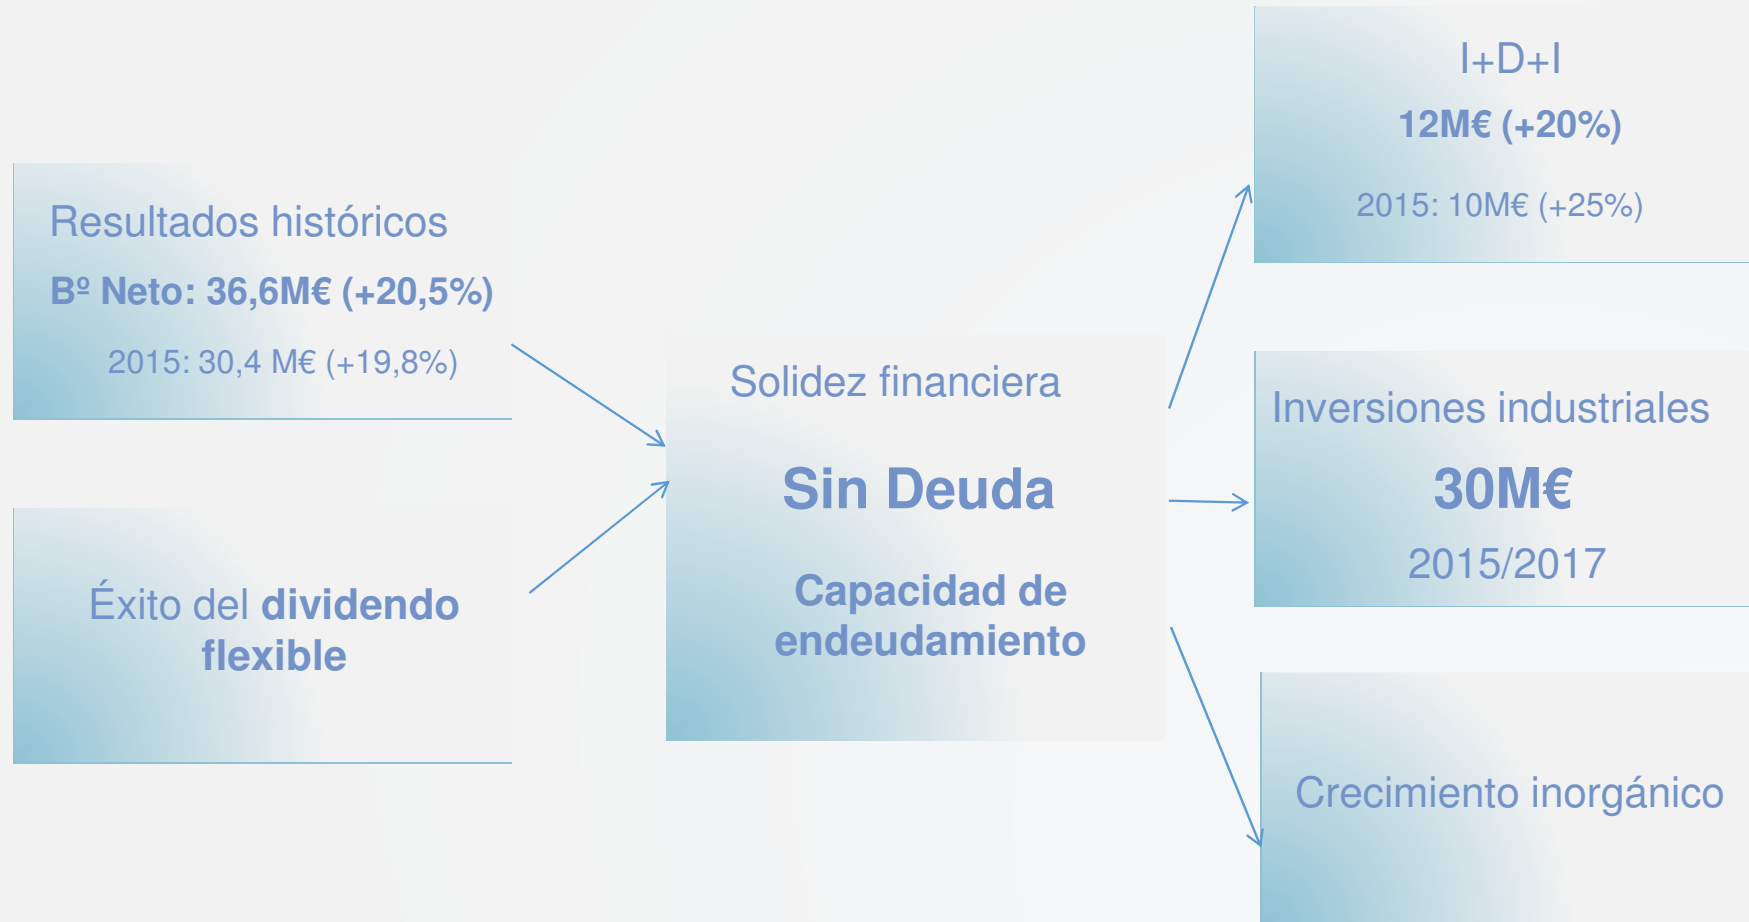 Resultados históricos
Bº Neto: 36,6M€ (+20,5%)
2015: 30,4 M€ (+19,8%)
Éxito del dividendo
flexible
Solidez financiera
Sin Deuda
Capacidad de
endeudamiento
I+D+I
12M€ (+20%)
2015: 10M€ (+25%)
Inversiones industriales
30M€
2015/2017
Crecimiento inorgánico